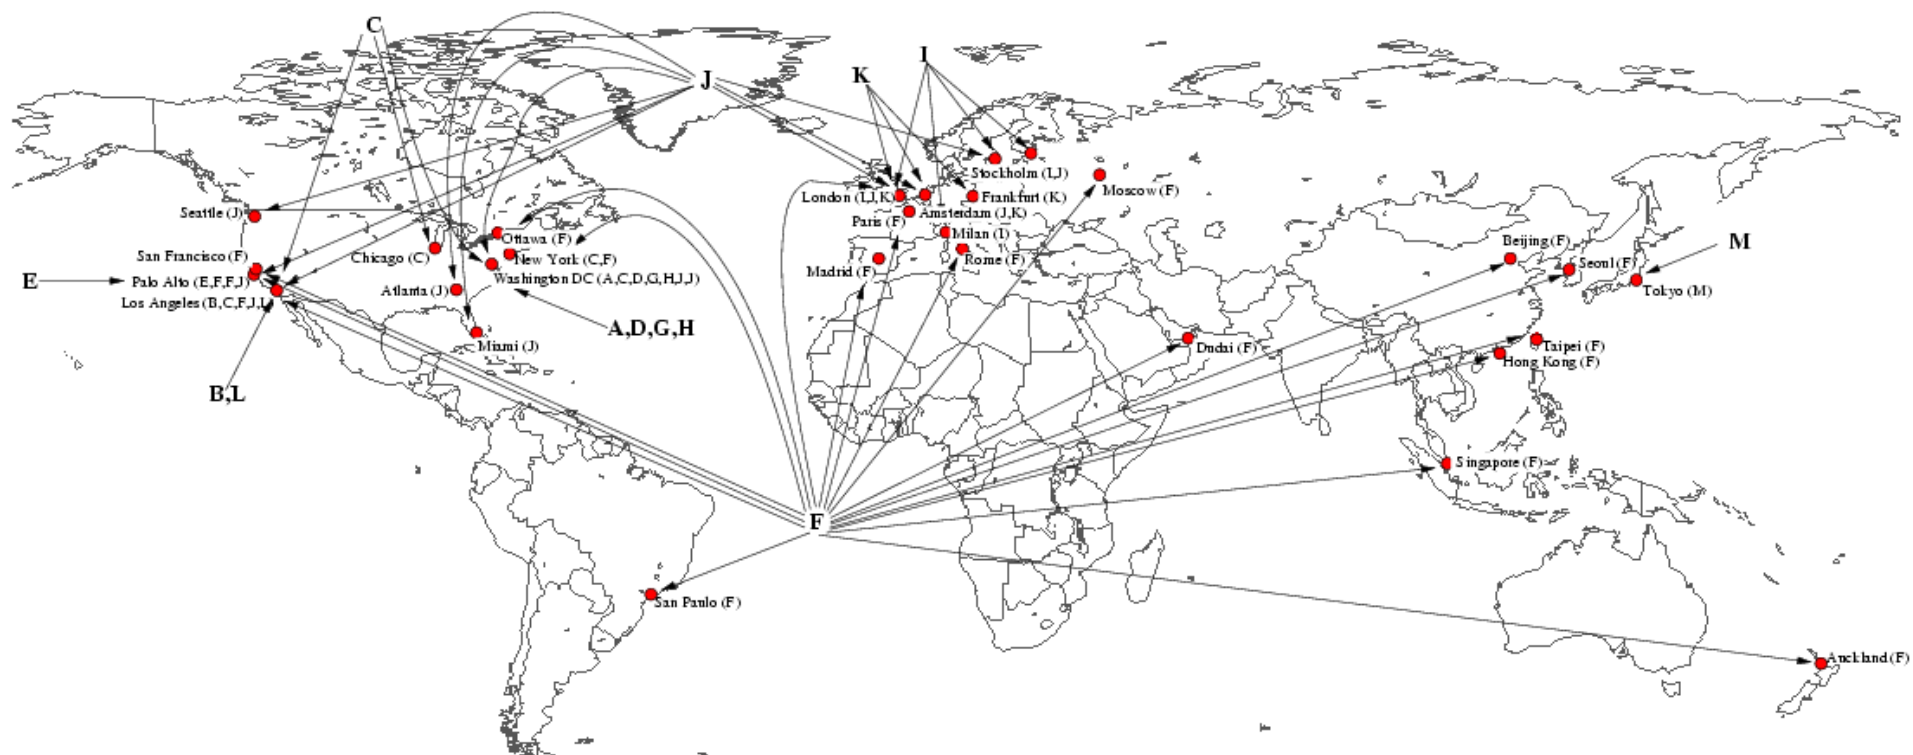 C
J
I
K
Stockholm (I,J)
Moscow (F)
London (I,J,K)
Frankfurt (K)
Seattle (J)
Paris (F)
Amsterdam (J,K)
Ottawa (F)
Milan (I)
Beijing (F)
M
San Francisco (F)
Chicago (C)
New York (C,F)
Rome (F)
Seoul (F)
Madrid (F)
E
Palo Alto (E,F,F,J)
Washington DC (A,C,D,G,H,J,J)
Atlanta (J)
Tokyo (M)
Los Angeles (B,C,F,J,L)
A,D,G,H
Miami (J)
Dudai (F)
Taipei (F)
Hong Kong (F)
B,L
Singapore (F)
F
San Paulo (F)
Auckland (F)